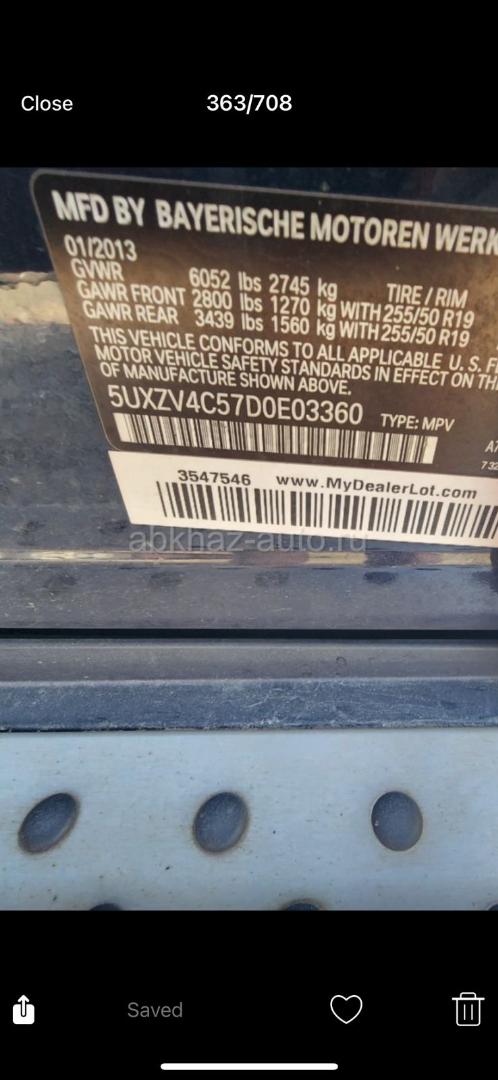 Close
363/708
MFD BY BAYERISCHE MOTOREN WERK
01/2013
GVWR 6052 lbs 2745 kg TIRE / RIM
GAWR FRONT 2800 lbs 1270 kg WITH 255/50 R19
GAWR REAR 3439 lbs 1560 kg WITH 255/50 R19
THIS VEHICLE CONFORMS TO ALL APPLICABLE U. S. F
MOTOR VEHICLE SAFETY STANDARDS IN EFFECT ON TH
OF MANUFACTURE SHOWN ABOVE.
5UXZV4C57D0E03360 TYPE: MPV
3547546 www.MyDealerLot.com
abkhaz-auto.ru
Saved